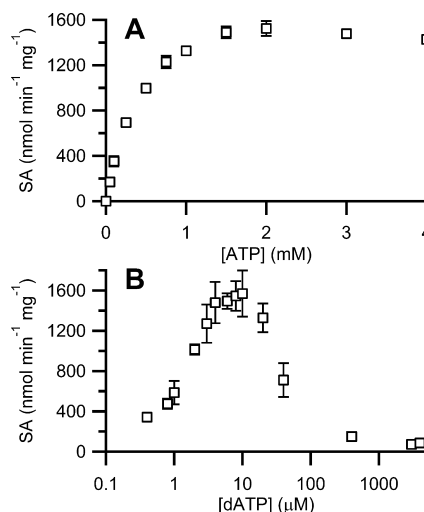 A
1600
1200
800
400
0
SA (nmol min⁻¹ mg⁻¹)
0 1 2 3 4
[ATP] (mM)
B
1600
1200
800
400
0
SA (nmol min⁻¹ mg⁻¹)
0.1 1 10 100 1000
[dATP] (μM)